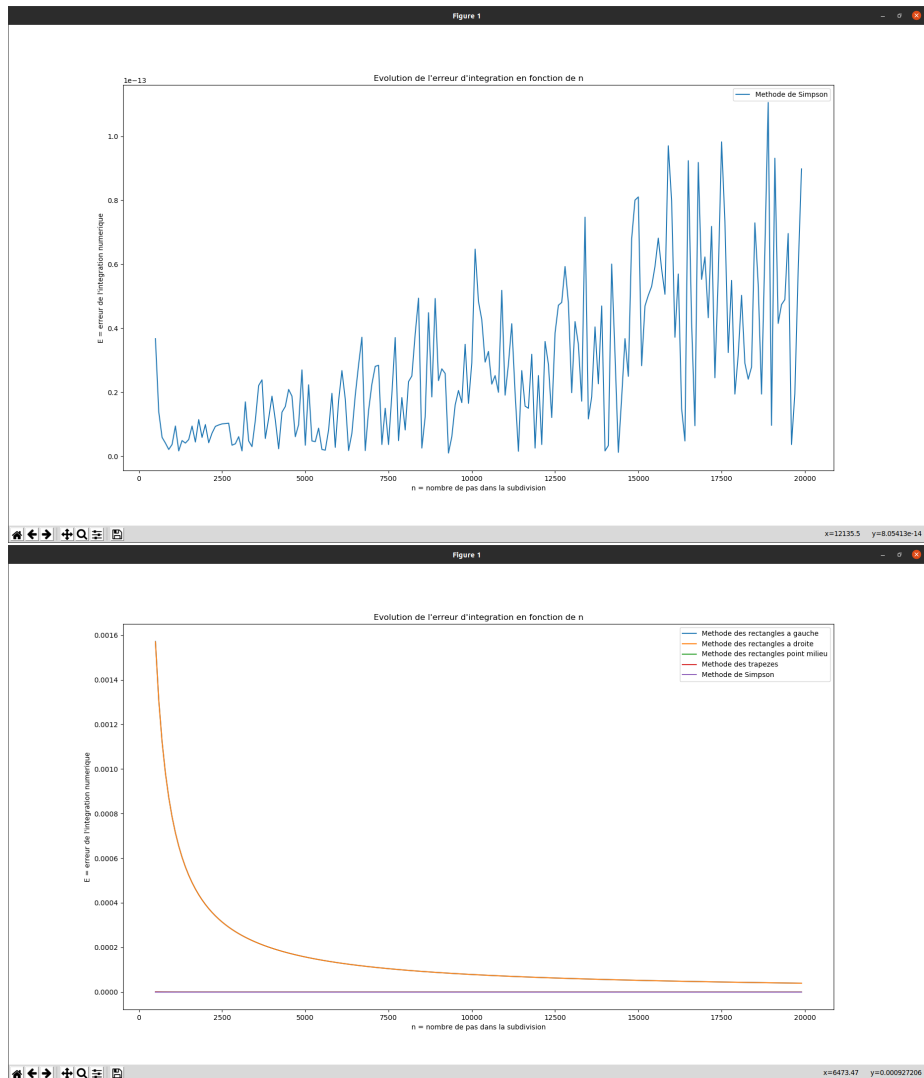 Figure 1
Evolution de l'erreur d'integration en fonction de n
1e−13
Methode de Simpson
1.0
0.8
0.6
0.4
0.2
0.0
E = erreur de l'integration numerique
0 2500 5000 7500 10000 12500 15000 17500 20000
n = nombre de pas dans la subdivision
x=12135.5 y=8.05413e-14
Figure 1
Evolution de l'erreur d'integration en fonction de n
Methode des rectangles a gauche
Methode des rectangles a droite
Methode des rectangles point milieu
Methode des trapezes
Methode de Simpson
0.0016
0.0014
0.0012
0.0010
0.0008
0.0006
0.0004
0.0002
0.0000
E = erreur de l'integration numerique
0 2500 5000 7500 10000 12500 15000 17500 20000
n = nombre de pas dans la subdivision
x=6473.47 y=0.000927206